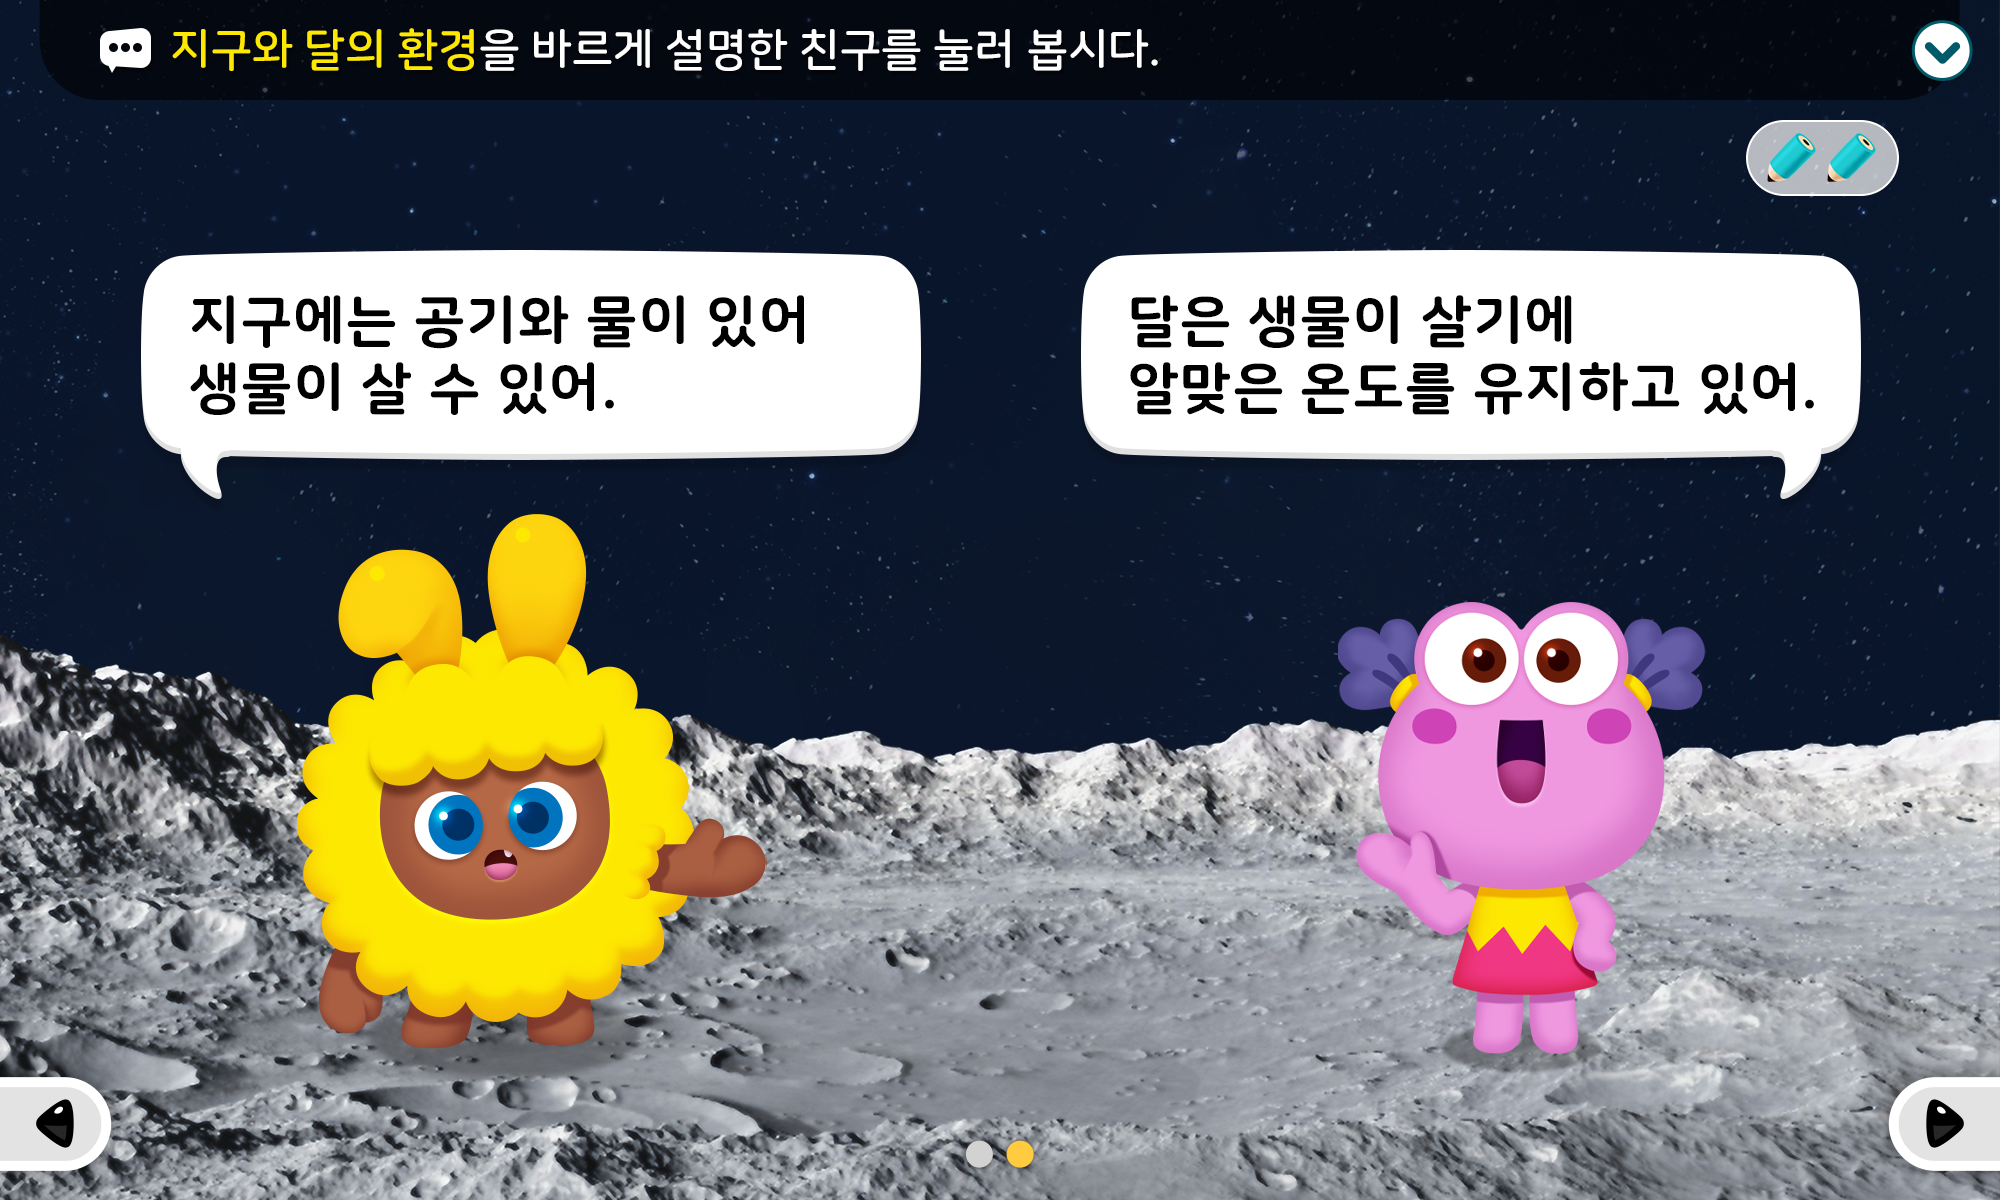 지구와 달의 환경을 바르게 설명한 친구를 눌러 봅시다.
지구에는 공기와 물이 있어
생물이 살 수 있어.
달은 생물이 살기에
알맞은 온도를 유지하고 있어.